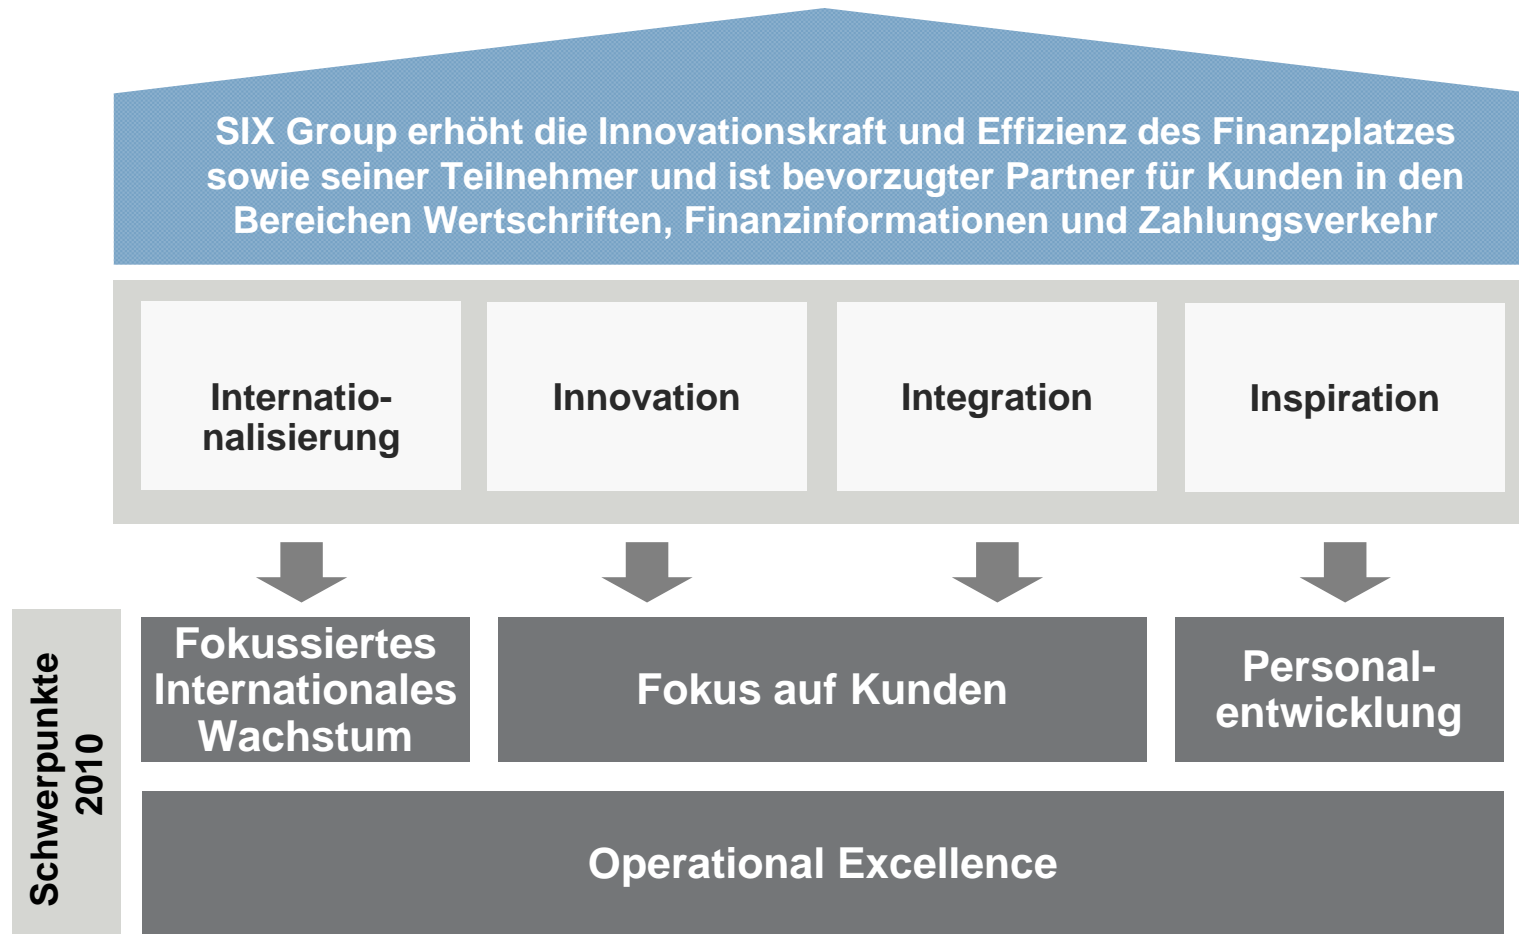 SIX Group erhöht die Innovationskraft und Effizienz des Finanzplatzes
sowie seiner Teilnehmer und ist bevorzugter Partner für Kunden in den
Bereichen Wertschriften, Finanzinformationen und Zahlungsverkehr
Internatio-
nalisierung
Innovation
Integration
Inspiration
Schwerpunkte
2010
Fokussiertes
Internationales
Wachstum
Fokus auf Kunden
Personal-
entwicklung
Operational Excellence